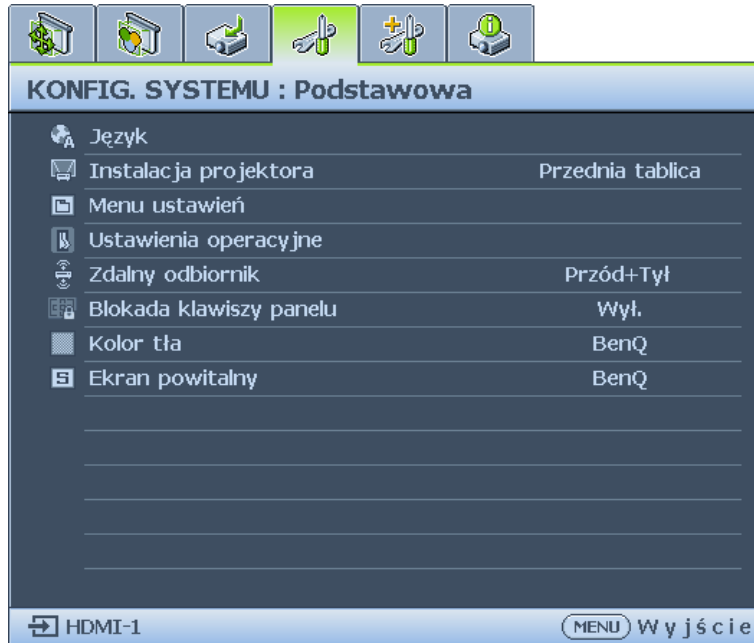 KONFIG. SYSTEMU : Podstawowa
Język
Instalacja projektora Przednia tablica
Menu ustawień
Ustawienia operacyjne
Zdalny odbiornik Przód+Tył
Blokada klawiszy panelu Wył.
Kolor tła BenQ
Ekran powitalny BenQ
HDMI-1 MENU Wyjście